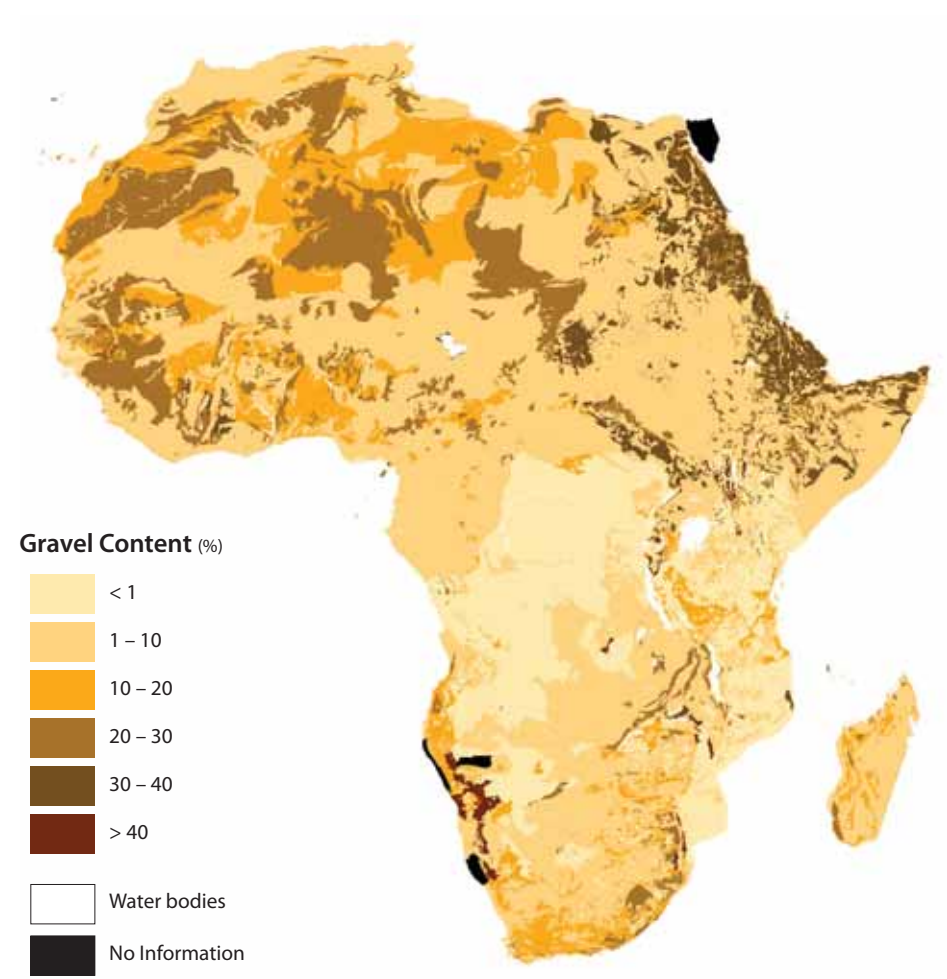 Gravel Content (%)
< 1
1 – 10
10 – 20
20 – 30
30 – 40
> 40
Water bodies
No Information